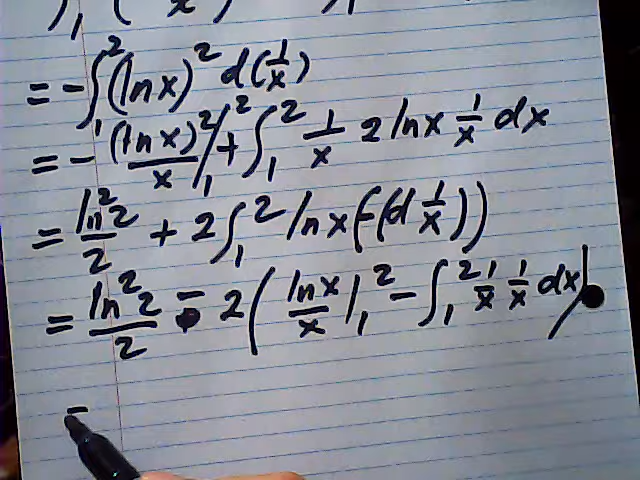 = -∫₁² (ln x)² d(1/x)
= - (ln x)²/x |₁² + ∫₁² 1/x 2 ln x 1/x dx
= ln²2/2 + 2∫₁² ln x (-(d 1/x))
= ln²2/2 - 2( ln x/x |₁² - ∫₁² 1/x 1/x dx )
=